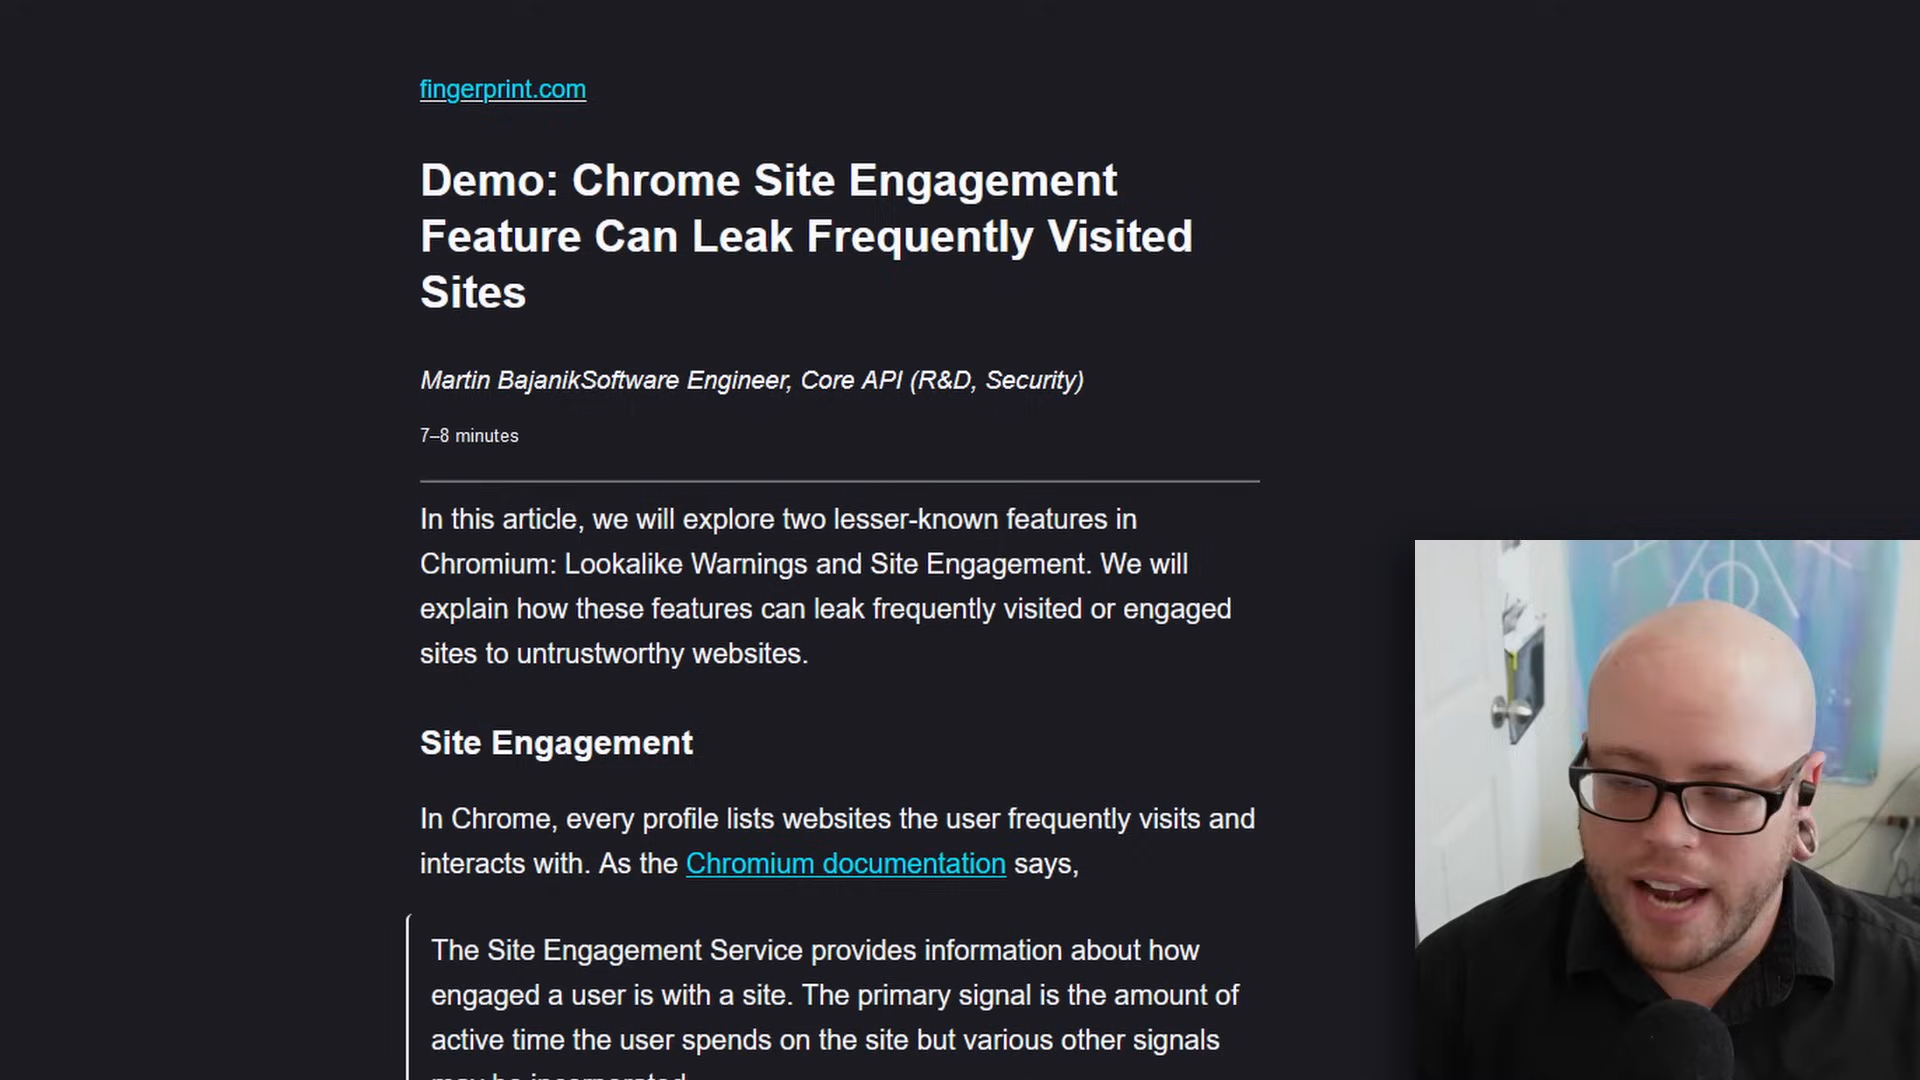 fingerprint.com
Demo: Chrome Site Engagement
Feature Can Leak Frequently Visited
Sites
Martin BajanikSoftware Engineer, Core API (R&D, Security)
7–8 minutes
In this article, we will explore two lesser-known features in
Chromium: Lookalike Warnings and Site Engagement. We will
explain how these features can leak frequently visited or engaged
sites to untrustworthy websites.
Site Engagement
In Chrome, every profile lists websites the user frequently visits and
interacts with. As the Chromium documentation says,
The Site Engagement Service provides information about how
engaged a user is with a site. The primary signal is the amount of
active time the user spends on the site but various other signals
may be incorporated